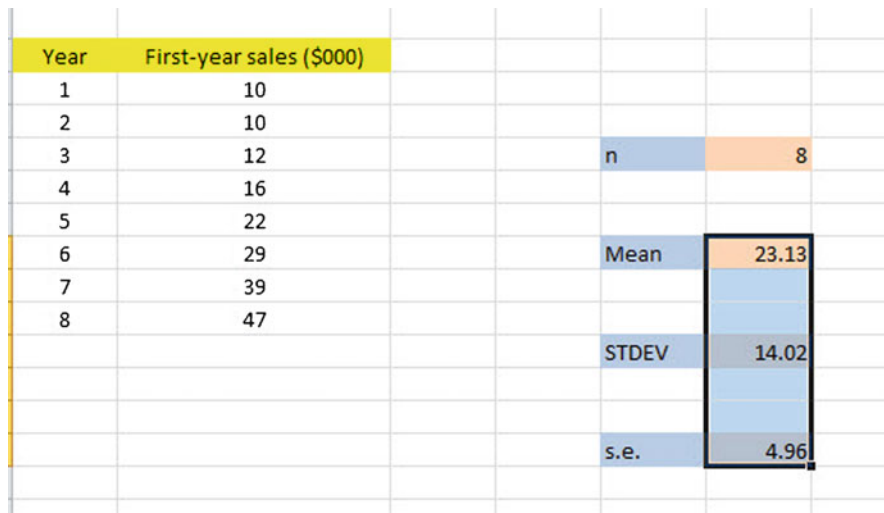 Year First-year sales ($000)
1 10
2 10
3 12
n 8
4 16
5 22
6 29
Mean 23.13
7 39
8 47
STDEV 14.02
s.e. 4.96